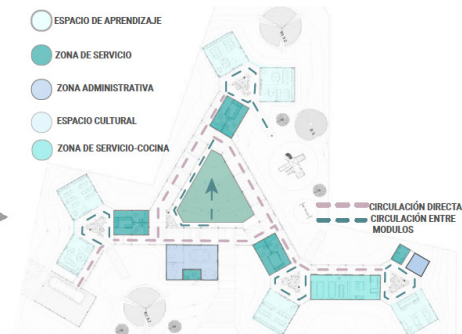 ESPACIO DE APRENDIZAJE
ZONA DE SERVICIO
ZONA ADMINISTRATIVA
ESPACIO CULTURAL
ZONA DE SERVICIO-COCINA
CIRCULACIÓN DIRECTA
CIRCULACIÓN ENTRE
MODULOS